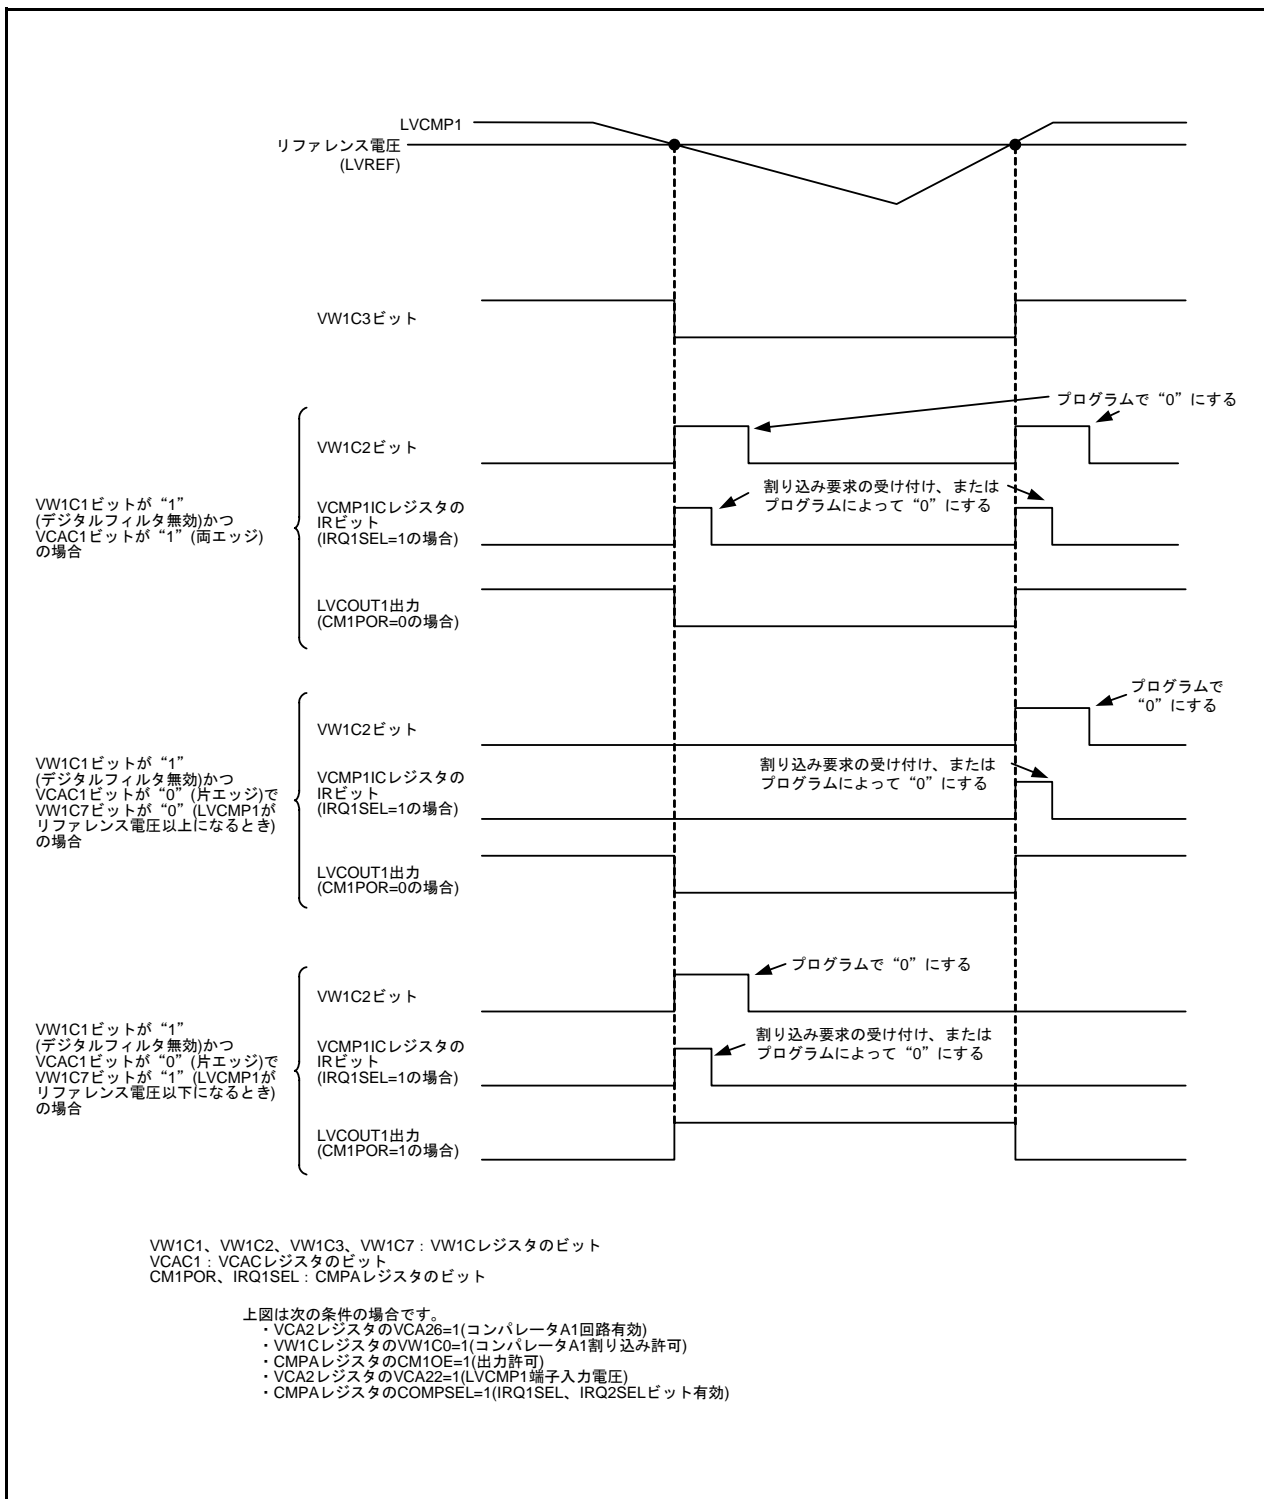 LVCMP1
リファレンス電圧
(LVREF)
VW1C3ビット
プログラムで“0”にする
VW1C2ビット
割り込み要求の受け付け、または
プログラムによって“0”にする
VW1C1ビットが“1”
(デジタルフィルタ無効)かつ
VCAC1ビットが“1”(両エッジ)
の場合
VCMP1ICレジスタの
IRビット
(IRQ1SEL=1の場合)
LVCOUT1出力
(CM1POR=0の場合)
プログラムで
“0”にする
VW1C2ビット
割り込み要求の受け付け、または
プログラムによって“0”にする
VW1C1ビットが“1”
(デジタルフィルタ無効)かつ
VCAC1ビットが“0”(片エッジ)で
VW1C7ビットが“0”(LVCMP1が
リファレンス電圧以上になるとき)
の場合
VCMP1ICレジスタの
IRビット
(IRQ1SEL=1の場合)
LVCOUT1出力
(CM1POR=0の場合)
プログラムで“0”にする
VW1C2ビット
割り込み要求の受け付け、または
プログラムによって“0”にする
VW1C1ビットが“1”
(デジタルフィルタ無効)かつ
VCAC1ビットが“0”(片エッジ)で
VW1C7ビットが“1”(LVCMP1が
リファレンス電圧以下になるとき)
の場合
VCMP1ICレジスタの
IRビット
(IRQ1SEL=1の場合)
LVCOUT1出力
(CM1POR=1の場合)
VW1C1、VW1C2、VW1C3、VW1C7：VW1Cレジスタのビット
VCAC1：VCACレジスタのビット
CM1POR、IRQ1SEL：CMPAレジスタのビット
上図は次の条件の場合です。
・VCA2レジスタのVCA26=1(コンパレータA1回路有効)
・VW1CレジスタのVW1C0=1(コンパレータA1割り込み許可)
・CMPAレジスタのCM1OE=1(出力許可)
・VCA2レジスタのVCA22=1(LVCMP1端子入力電圧)
・CMPAレジスタのCOMPSEL=1(IRQ1SEL、IRQ2SELビット有効)